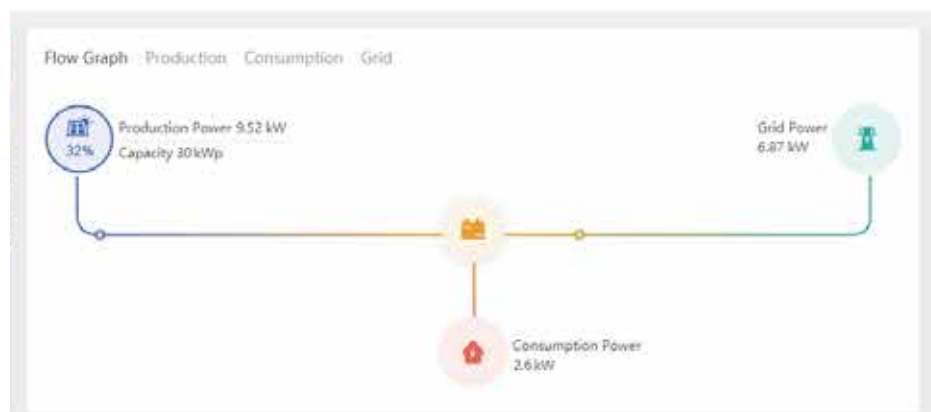 Flow Graph Production Consumption Grid
Production Power 9.52 kW
32%
Capacity 30 kWp
Grid Power
6.87 kW
Consumption Power
2.6 kW